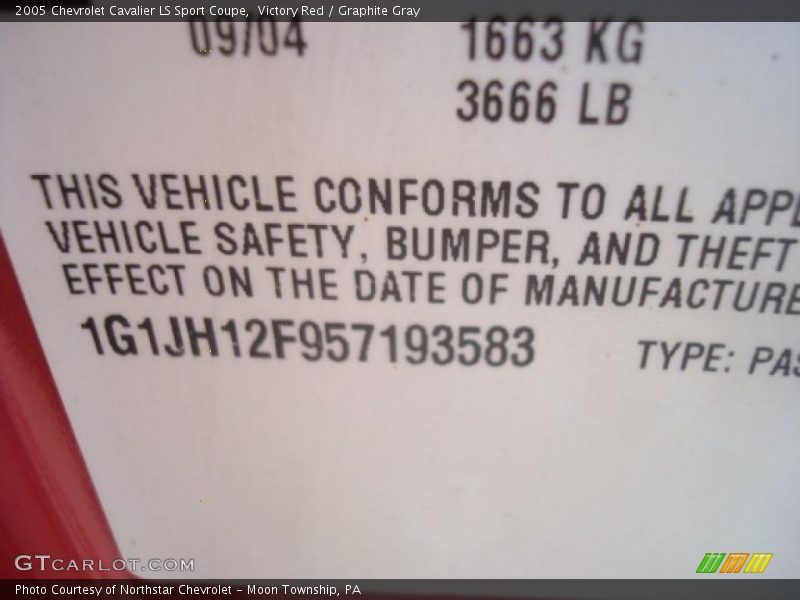 2005 Chevrolet Cavalier LS Sport Coupe,  Victory Red / Graphite Gray
09/04 1663 KG
3666 LB
THIS VEHICLE CONFORMS TO ALL
VEHICLE SAFETY, BUMPER, AND THEFT
EFFECT ON THE DATE OF MANUFACTURE
1G1JH12F957193583 TYPE:
GTCARLOT.COM
Photo Courtesy of Northstar Chevrolet - Moon Township, PA